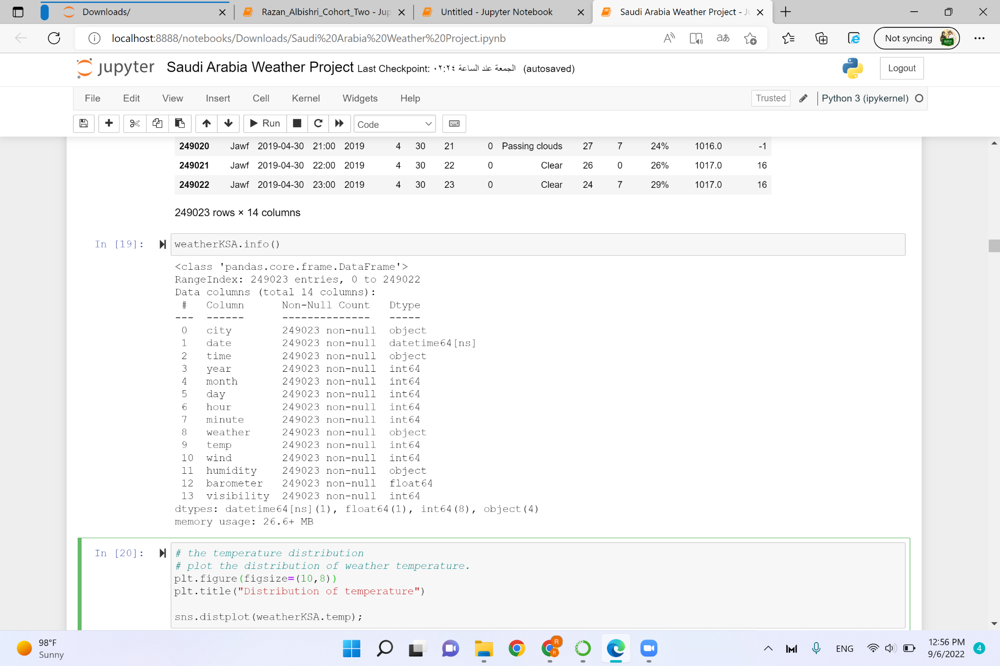 Downloads/
Razan_Albishri_Cohort_Two - Jup
Untitled - Jupyter Notebook
Saudi Arabia Weather Project - Ju
localhost:8888/notebooks/Downloads/Saudi%20Arabia%20Weather%20Project.ipynb
Not syncing
jupyter Saudi Arabia Weather Project Last Checkpoint: الجمعة عند الساعة ٠٢:٢٤ (autosaved)
Logout
File Edit View Insert Cell Kernel Widgets Help Trusted Python 3 (ipykernel)
Run Code
249020 Jawf 2019-04-30 21:00 2019 4 30 21 0 Passing clouds 27 7 24% 1016.0 -1
249021 Jawf 2019-04-30 22:00 2019 4 30 22 0 Clear 26 0 26% 1017.0 16
249022 Jawf 2019-04-30 23:00 2019 4 30 23 0 Clear 24 7 29% 1017.0 16
249023 rows × 14 columns
In [19]: weatherKSA.info()
<class 'pandas.core.frame.DataFrame'>
RangeIndex: 249023 entries, 0 to 249022
Data columns (total 14 columns):
# Column Non-Null Count Dtype
--- ------ -------------- -----
0 city 249023 non-null object
1 date 249023 non-null datetime64[ns]
2 time 249023 non-null object
3 year 249023 non-null int64
4 month 249023 non-null int64
5 day 249023 non-null int64
6 hour 249023 non-null int64
7 minute 249023 non-null int64
8 weather 249023 non-null object
9 temp 249023 non-null int64
10 wind 249023 non-null int64
11 humidity 249023 non-null object
12 barometer 249023 non-null float64
13 visibility 249023 non-null int64
dtypes: datetime64[ns](1), float64(1), int64(8), object(4)
memory usage: 26.6+ MB
In [20]: # the temperature distribution
# plot the distribution of weather temperature.
plt.figure(figsize=(10,8))
plt.title("Distribution of temperature")
sns.distplot(weatherKSA.temp);
98°F
Sunny
ENG
12:56 PM
9/6/2022
4